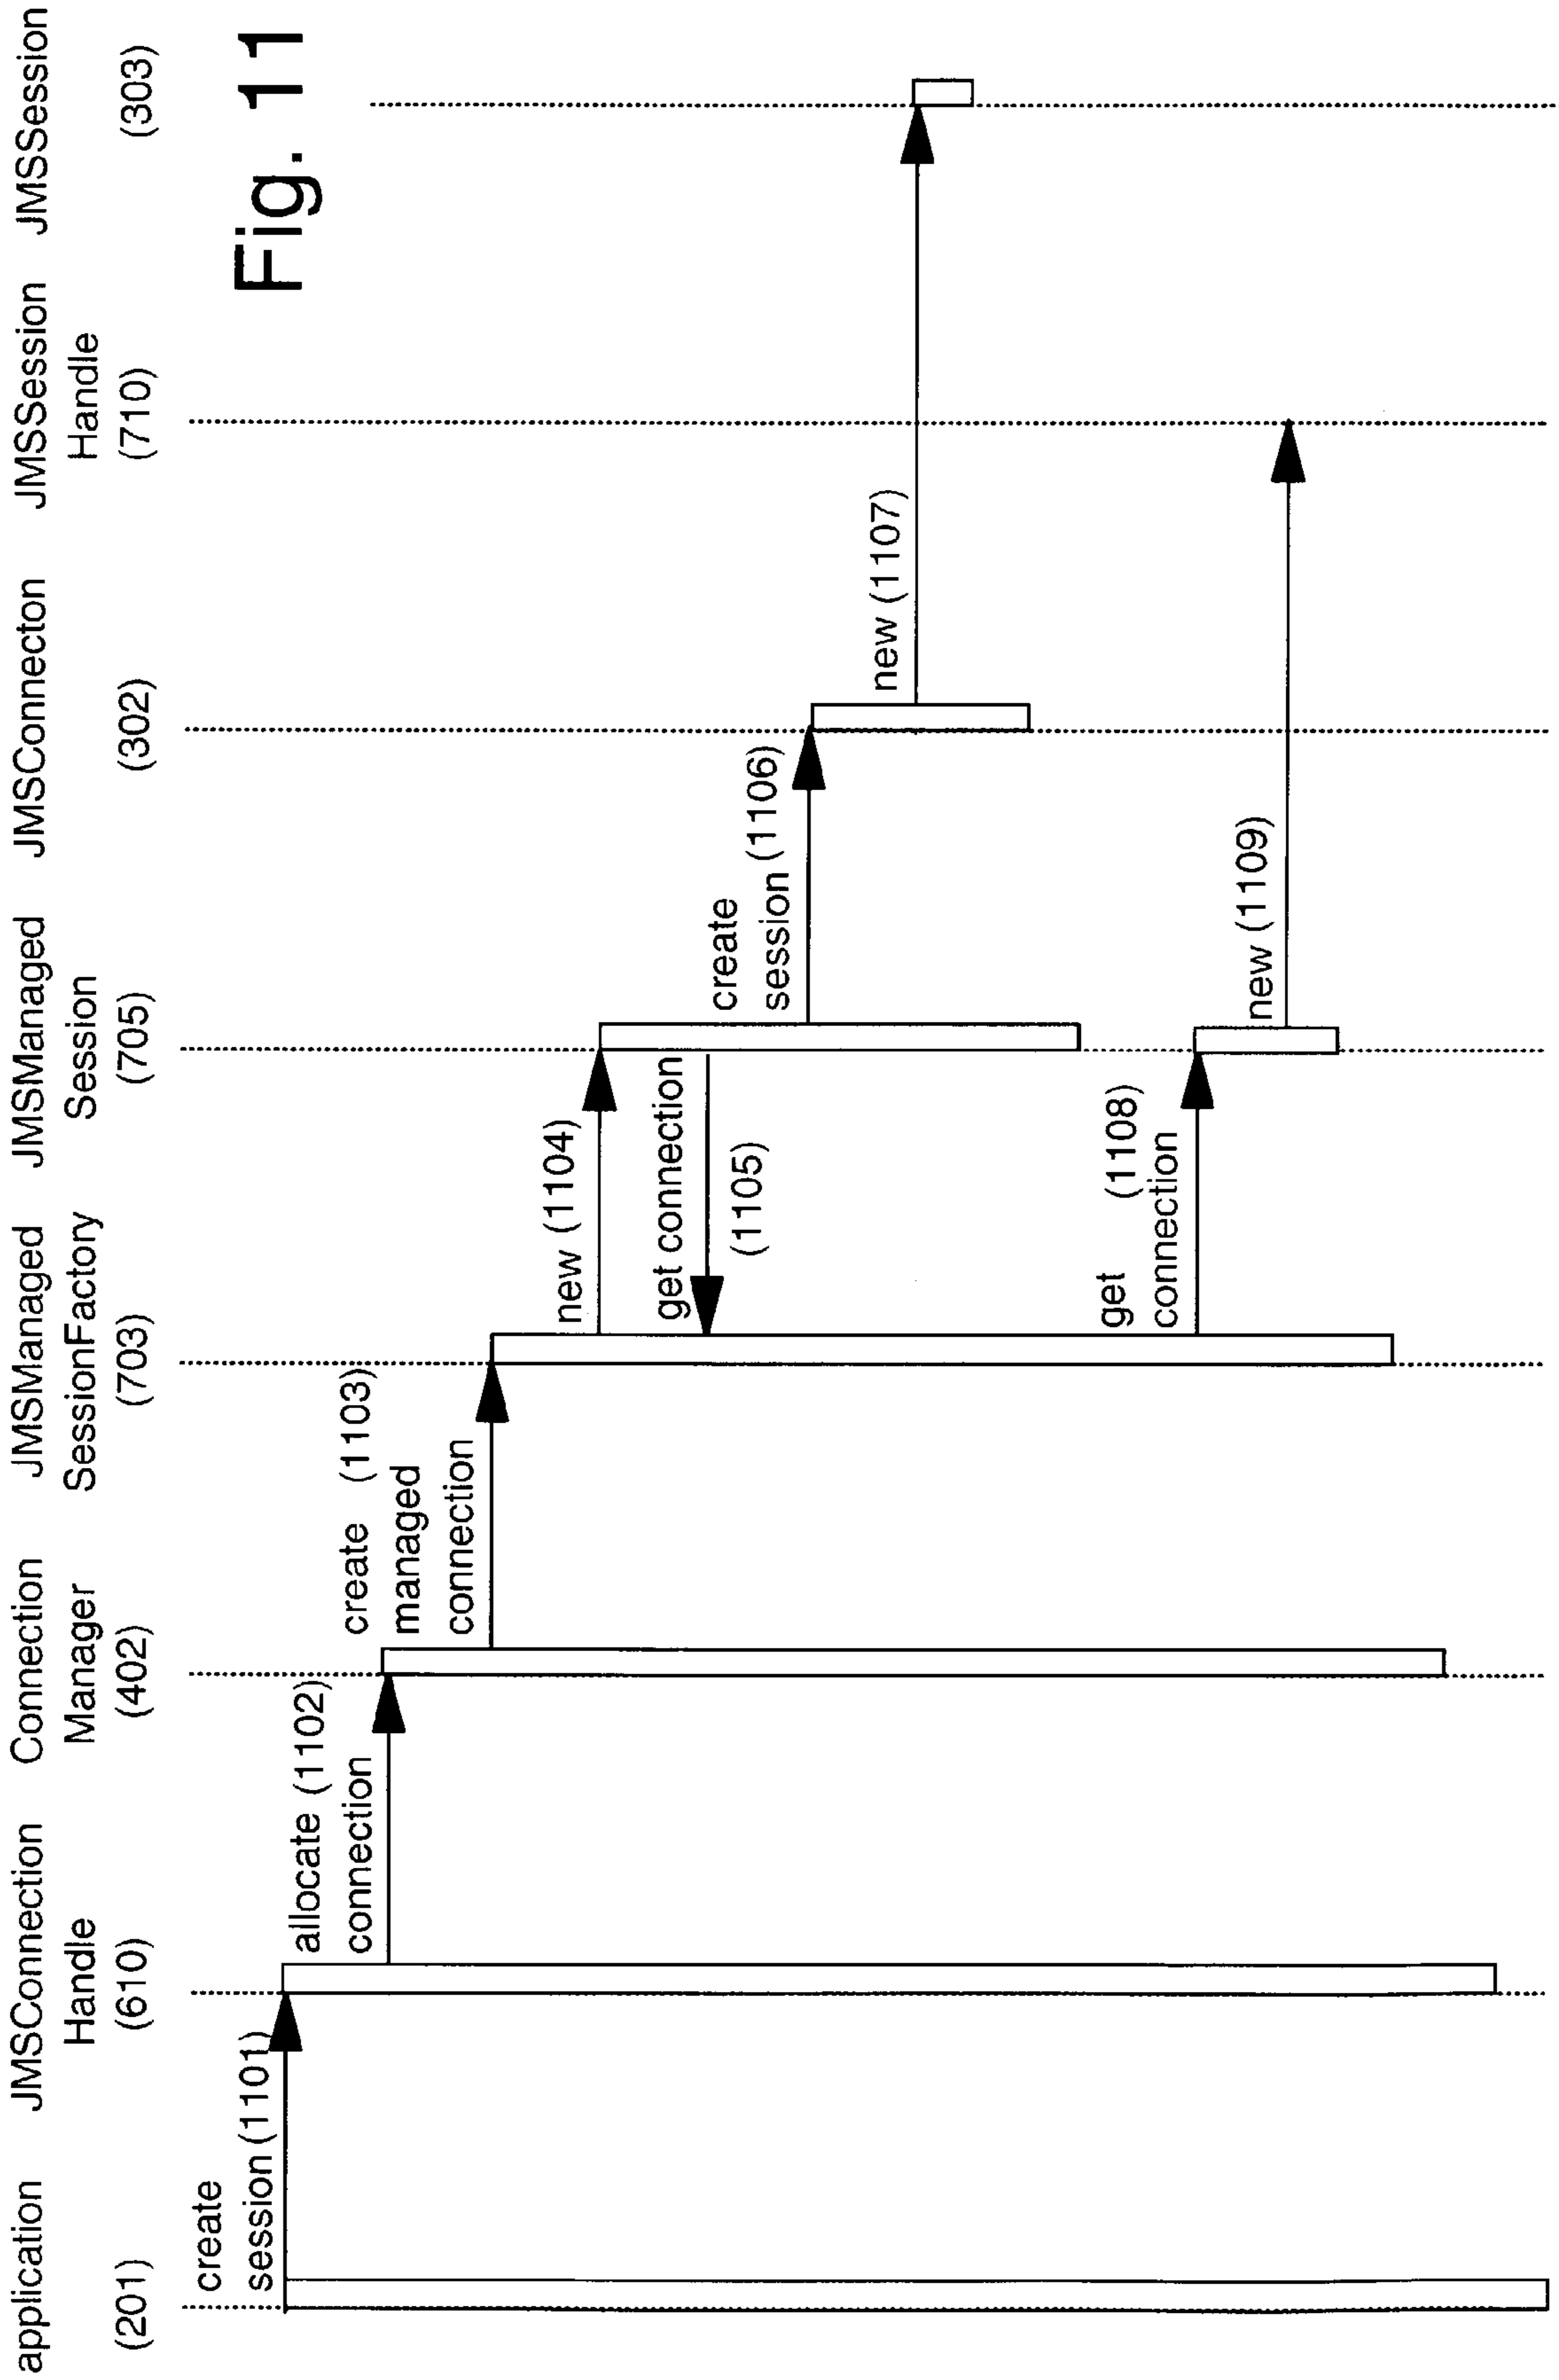 application
(201)
JMSConnection
Handle
(610)
Connection
Manager
(402)
JMSManaged
SessionFactory
(703)
JMSManaged
Session
(705)
JMSConnecton
(302)
JMSSession
Handle
(710)
JMSSession
(303)
Fig. 11
create
session (1101)
allocate (1102)
connection
create (1103)
managed
connection
new (1104)
get connection
(1105)
create
session (1106)
new (1107)
get (1108)
connection
new (1109)